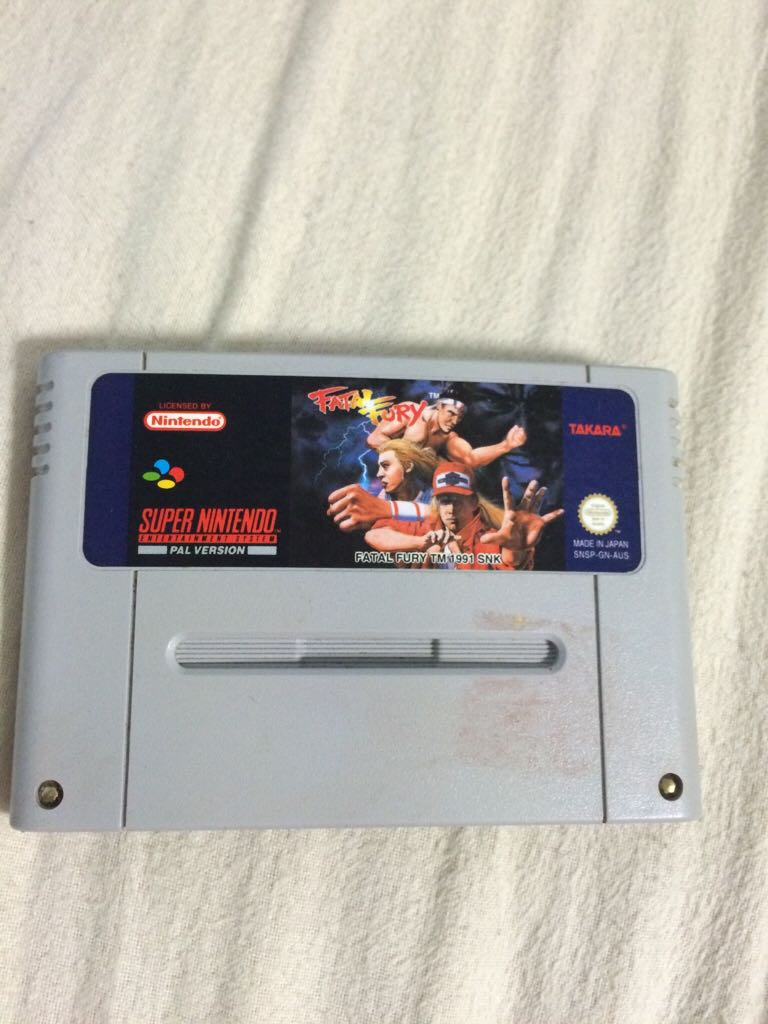 LICENSED BY
Nintendo®
SUPER NINTENDO
ENTERTAINMENT SYSTEM
PAL VERSION
FATAL FURY™
FATAL FURY TM 1991 SNK
TAKARA®
MADE IN JAPAN
SNSP-GN-AUS